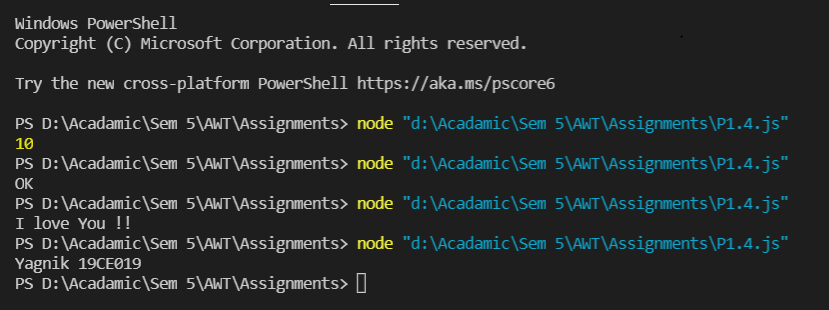 Windows PowerShell
Copyright (C) Microsoft Corporation. All rights reserved.
Try the new cross-platform PowerShell https://aka.ms/pscore6
PS D:\Acadamic\Sem 5\AWT\Assignments> node "d:\Acadamic\Sem 5\AWT\Assignments\P1.4.js"
10
PS D:\Acadamic\Sem 5\AWT\Assignments> node "d:\Acadamic\Sem 5\AWT\Assignments\P1.4.js"
OK
PS D:\Acadamic\Sem 5\AWT\Assignments> node "d:\Acadamic\Sem 5\AWT\Assignments\P1.4.js"
I love You !!
PS D:\Acadamic\Sem 5\AWT\Assignments> node "d:\Acadamic\Sem 5\AWT\Assignments\P1.4.js"
Yagnik 19CE019
PS D:\Acadamic\Sem 5\AWT\Assignments>